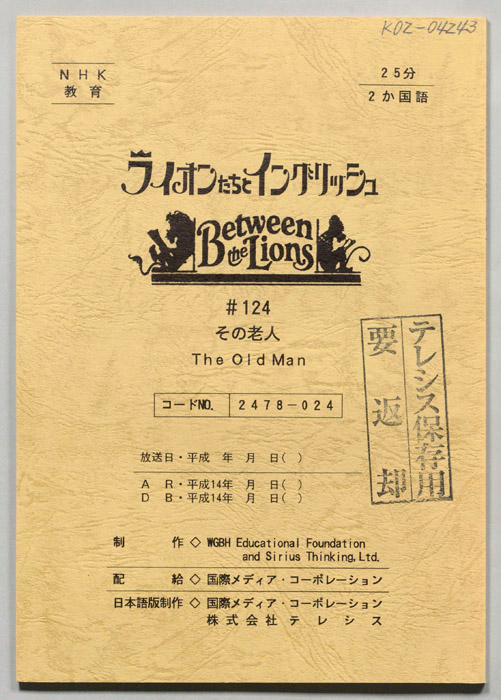 KOZ-04243
NHK
教育
25分
2か国語
ライオンたちとイングリッシュ
Between
the Lions
#124
その老人
The Old Man
コードNO. 2478-024
放送日・平成 年 月 日( )
A R・平成14年 月 日( )
D B・平成14年 月 日( )
テレシス保存用
要返却
制 作◇WGBH Educational Foundation
and Sirius Thinking, Ltd.
配 給◇国際メディア・コーポレーション
日本語版制作◇国際メディア・コーポレーション
株式会社テレシス